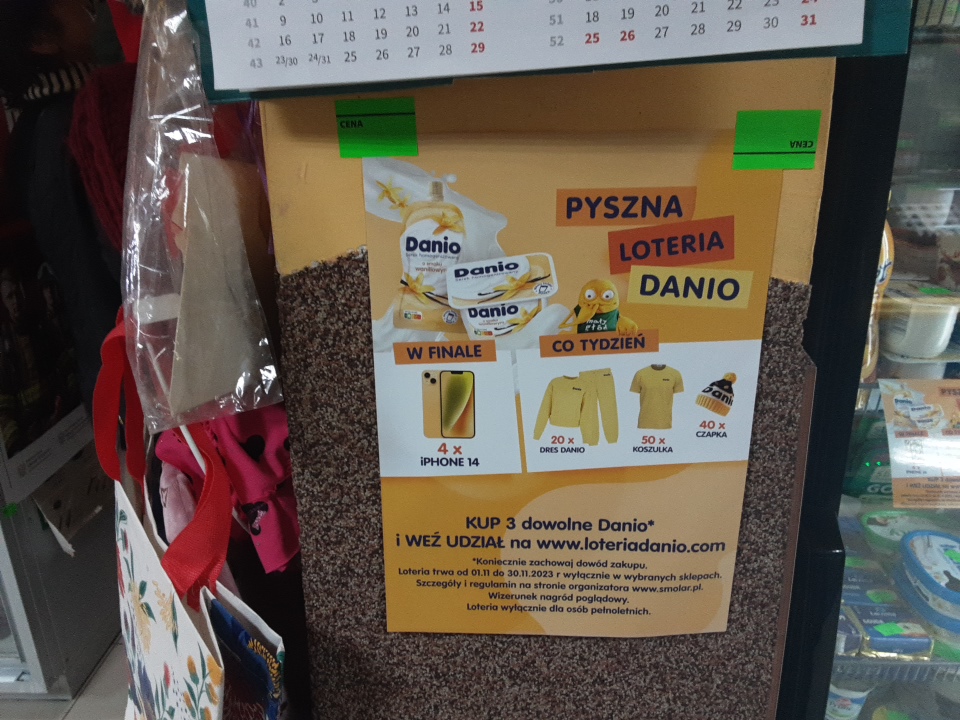 41 9 10 11 12 13 14 15
42 16 17 18 19 20 21 22
43 23/30 24/31 25 26 27 28 29
51 18 19 20 21 22 23 24
52 25 26 27 28 29 30 31
CENA
CENA
PYSZNA
LOTERIA
DANIO
Danio
Danio
Danio
W FINALE
CO TYDZIEŃ
4 x
iPHONE 14
20 x
DRES DANIO
50 x
KOSZULKA
40 x
CZAPKA
KUP 3 dowolne Danio*
i WEŹ UDZIAŁ na www.loteriadanio.com
*Koniecznie zachowaj dowód zakupu.
Loteria trwa od 01.11 do 30.11.2023 r wyłącznie w wybranych sklepach.
Szczegóły i regulamin na stronie organizatora www.smolar.pl.
Wizerunek nagród poglądowy.
Loteria wyłącznie dla osób pełnoletnich.